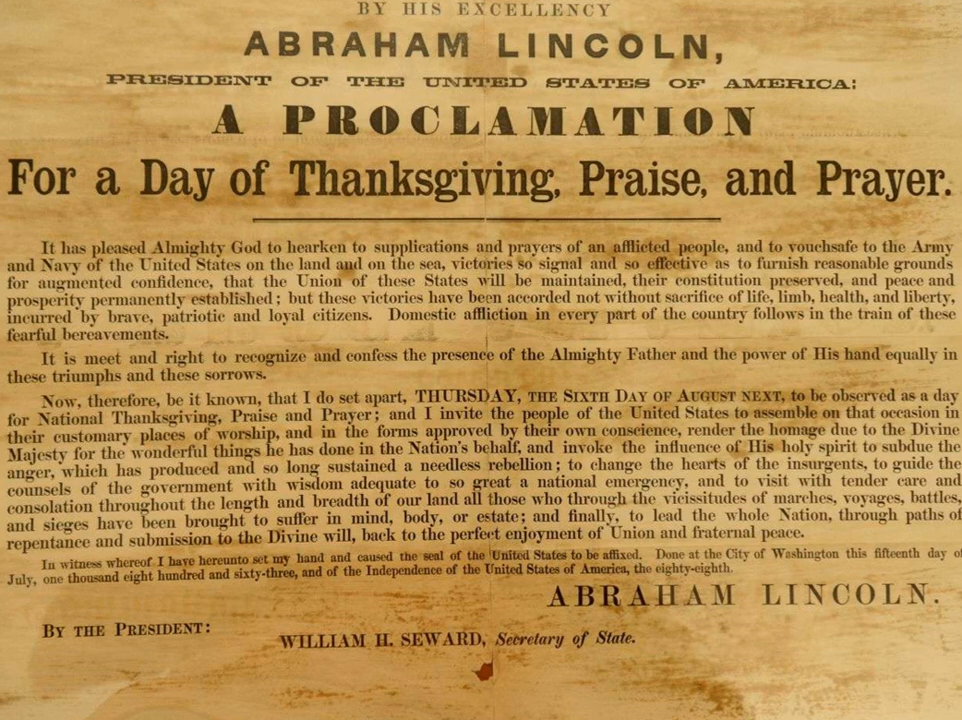 BY HIS EXCELLENCY
ABRAHAM LINCOLN,
PRESIDENT OF THE UNITED STATES OF AMERICA:
A PROCLAMATION
For a Day of Thanksgiving, Praise, and Prayer.
It has pleased Almighty God to hearken to supplications and prayers of an afflicted people, and to vouchsafe to the Army
and Navy of the United States on the land and on the sea, victories so signal and so effective as to furnish reasonable grounds
for augmented confidence, that the Union of these States will be maintained, their constitution preserved, and peace and
prosperity permanently established; but these victories have been accorded not without sacrifice of life, limb, health, and liberty,
incurred by brave, patriotic and loyal citizens. Domestic affliction in every part of the country follows in the train of these
fearful bereavements.
It is meet and right to recognize and confess the presence of the Almighty Father and the power of His hand equally in
these triumphs and these sorrows.
Now, therefore, be it known, that I do set apart, THURSDAY, THE SIXTH DAY OF AUGUST NEXT, to be observed as a day
for National Thanksgiving, Praise and Prayer; and I invite the people of the United States to assemble on that occasion in
their customary places of worship, and in the forms approved by their own conscience, render the homage due to the Divine
Majesty for the wonderful things he has done in the Nation's behalf, and invoke the influence of His holy spirit to subdue the
anger, which has produced and so long sustained a needless rebellion; to change the hearts of the insurgents, to guide the
counsels of the government with wisdom adequate to so great a national emergency, and to visit with tender care and
consolation throughout the length and breadth of our land all those who through the vicissitudes of marches, voyages, battles,
and sieges have been brought to suffer in mind, body, or estate; and finally, to lead the whole Nation, through paths of
repentance and submission to the Divine will, back to the perfect enjoyment of Union and fraternal peace.
In witness whereof I have hereunto set my hand and caused the seal of the United States to be affixed. Done at the City of Washington this fifteenth day of
July, one thousand eight hundred and sixty-three, and of the Independence of the United States of America, the eighty-eighth.
ABRAHAM LINCOLN.
BY THE PRESIDENT:
WILLIAM H. SEWARD, Secretary of State.